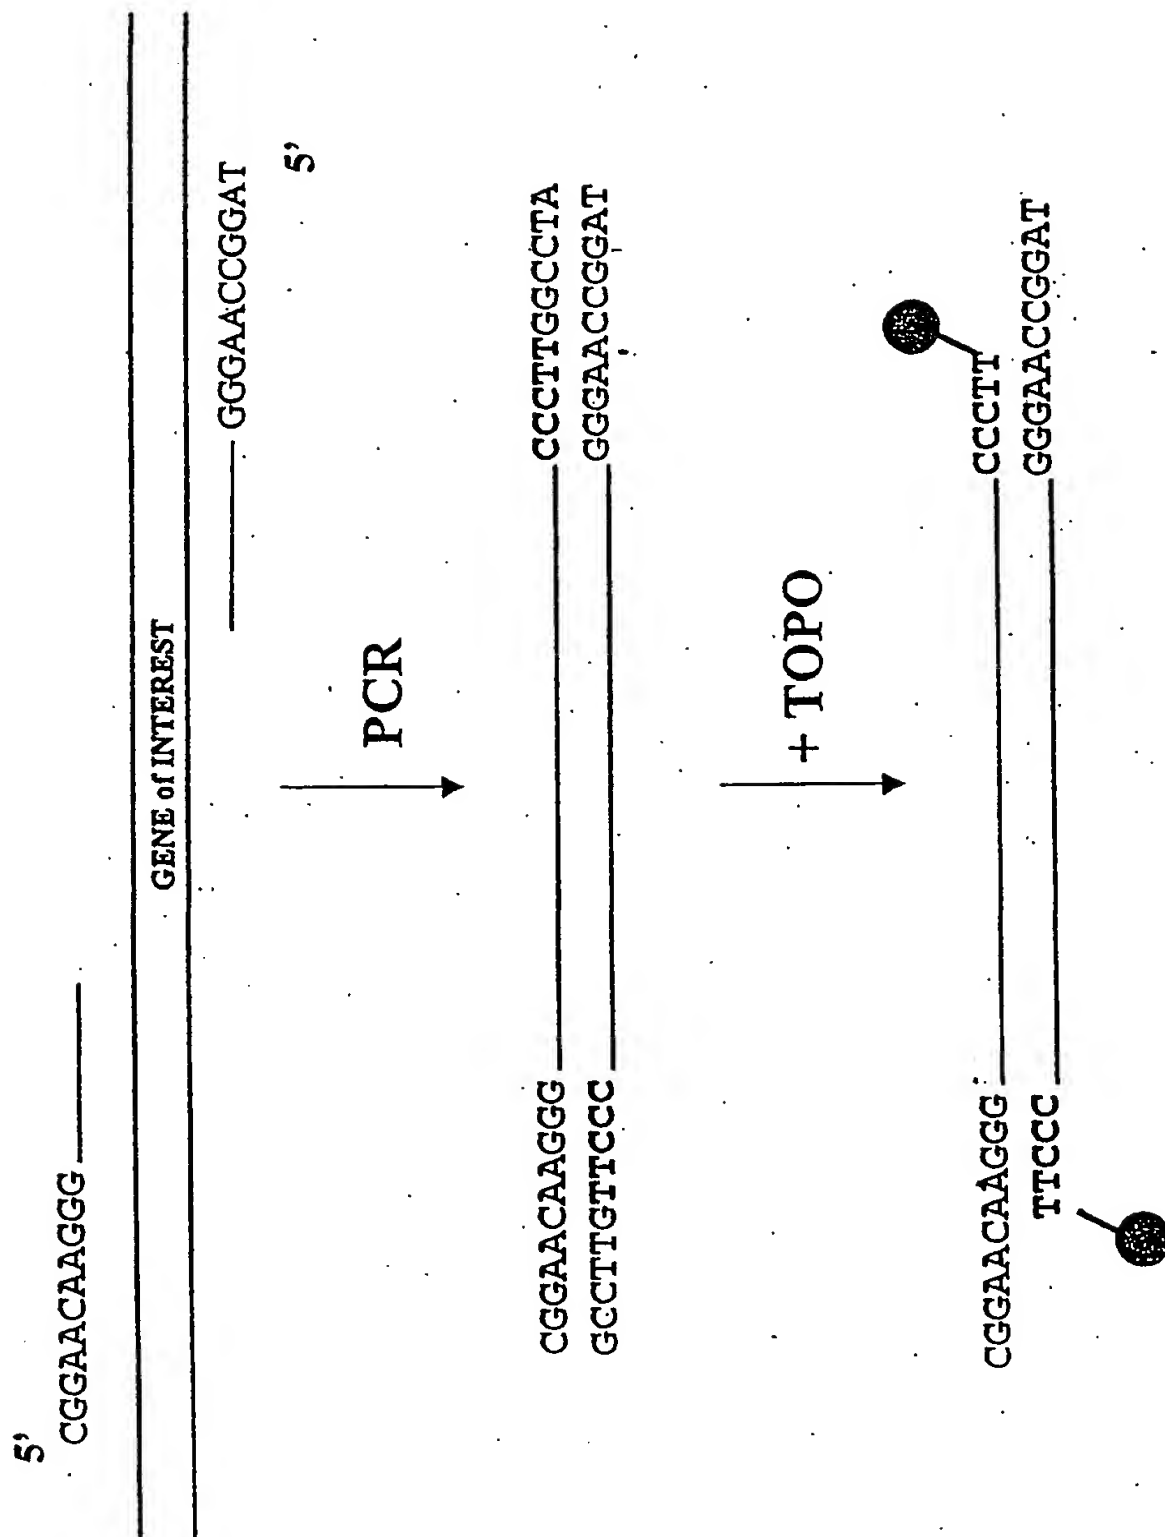 5'
CGGAACAAGGG
GENE of INTEREST
GGGAACCGGAT
5'
PCR
CGGAACAAGGG CCCTTGGCCTA
GCCTTGTTCCC GGGAACCGGAT
+ TOPO
CGGAACAAGGG CCCTT
TTCCC GGGAACCGGAT